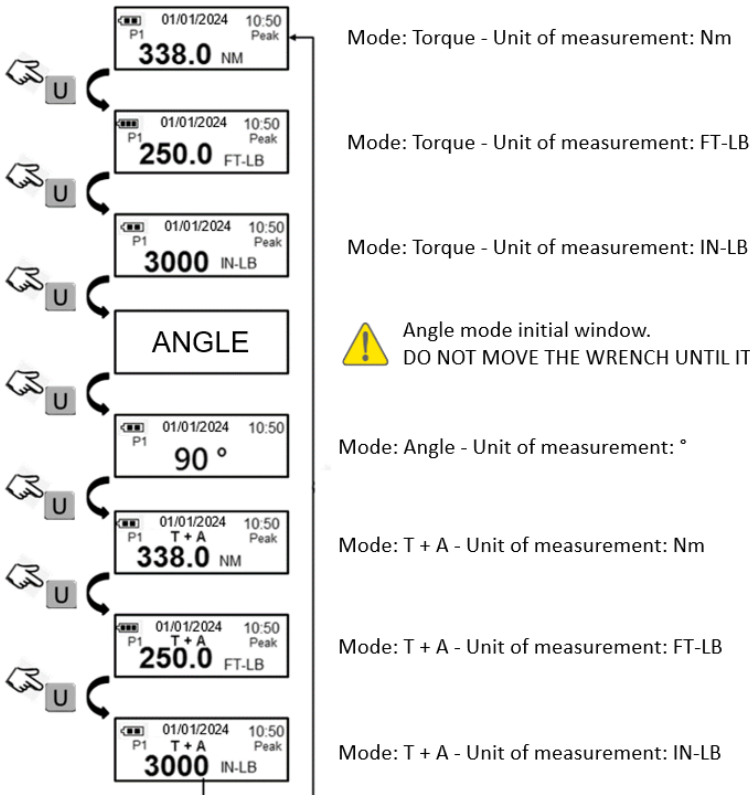 01/01/2024 10:50
P1 Peak
338.0 NM
Mode: Torque - Unit of measurement: Nm
U
01/01/2024 10:50
P1 Peak
250.0 FT-LB
Mode: Torque - Unit of measurement: FT-LB
U
01/01/2024 10:50
P1 Peak
3000 IN-LB
Mode: Torque - Unit of measurement: IN-LB
U
ANGLE
Angle mode initial window.
DO NOT MOVE THE WRENCH UNTIL IT
U
01/01/2024 10:50
P1
90 °
Mode: Angle - Unit of measurement: °
U
01/01/2024 10:50
P1 T + A Peak
338.0 NM
Mode: T + A - Unit of measurement: Nm
U
01/01/2024 10:50
P1 T + A Peak
250.0 FT-LB
Mode: T + A - Unit of measurement: FT-LB
U
01/01/2024 10:50
P1 T + A Peak
3000 IN-LB
Mode: T + A - Unit of measurement: IN-LB